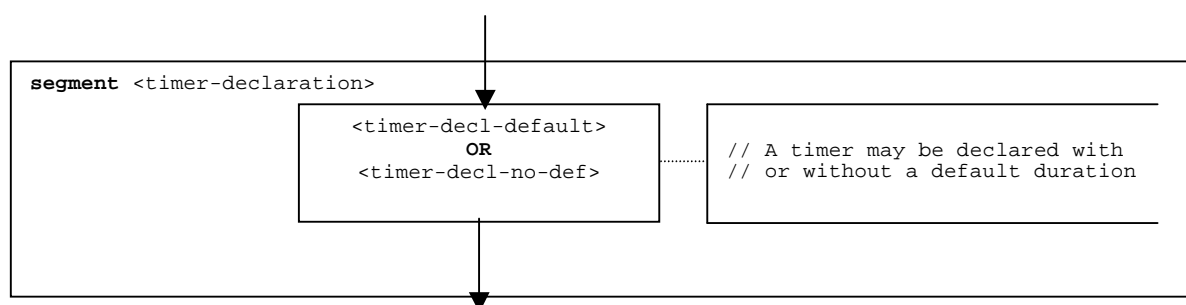 segment <timer-declaration>
<timer-decl-default>
OR
<timer-decl-no-def>
// A timer may be declared with
// or without a default duration